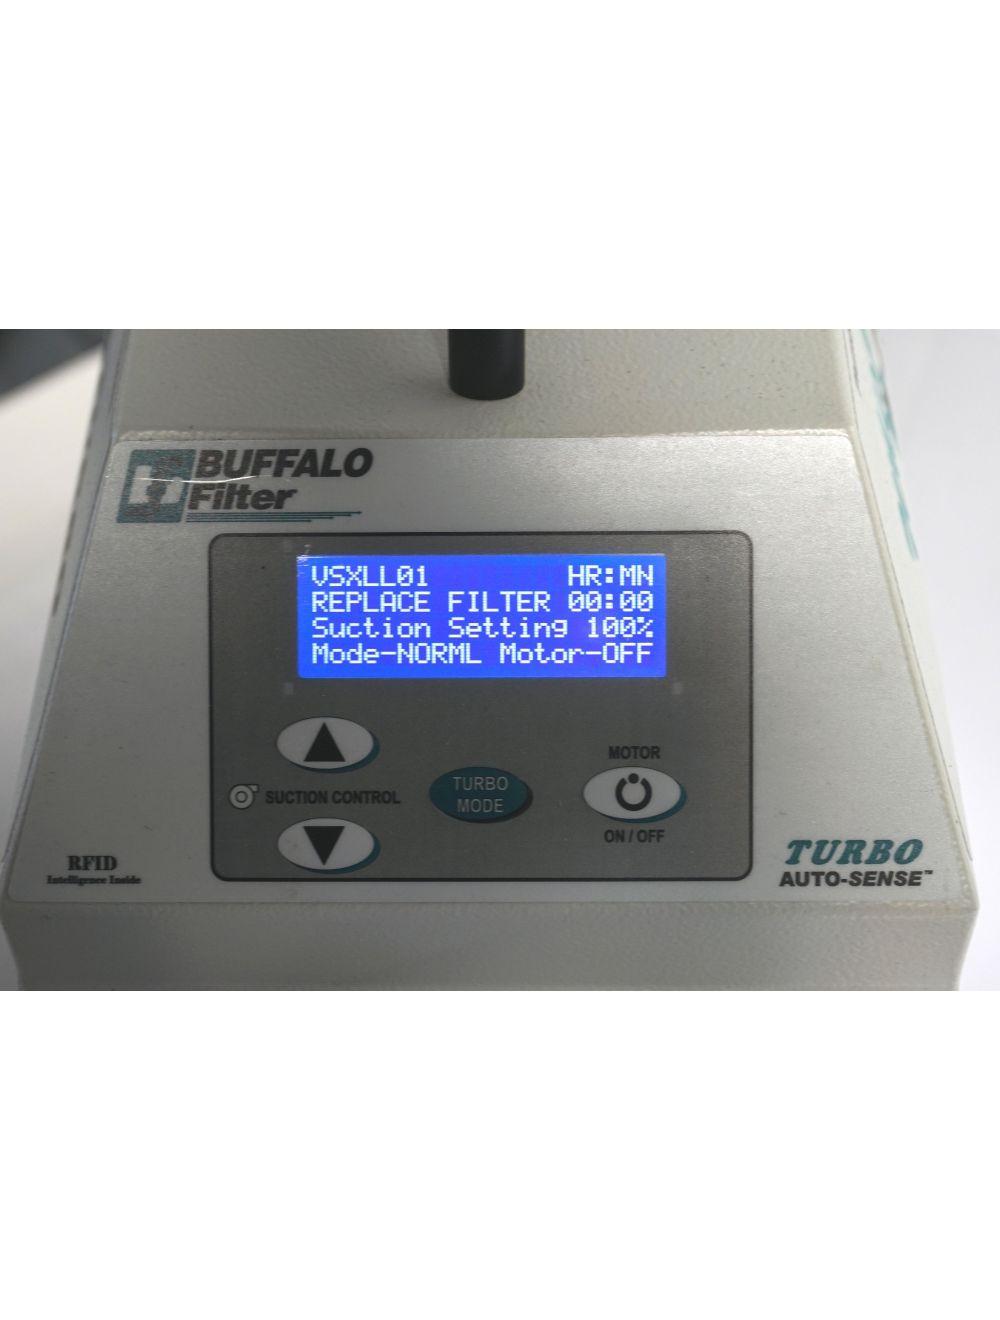 BUFFALO
Filter
VSXLL01 HR:MN
REPLACE FILTER 00:00
Suction Setting 100%
Mode-NORML Motor-OFF
MOTOR
TURBO
MODE
SUCTION CONTROL
ON / OFF
RFID
Intelligence Inside
TURBO
AUTO-SENSE™